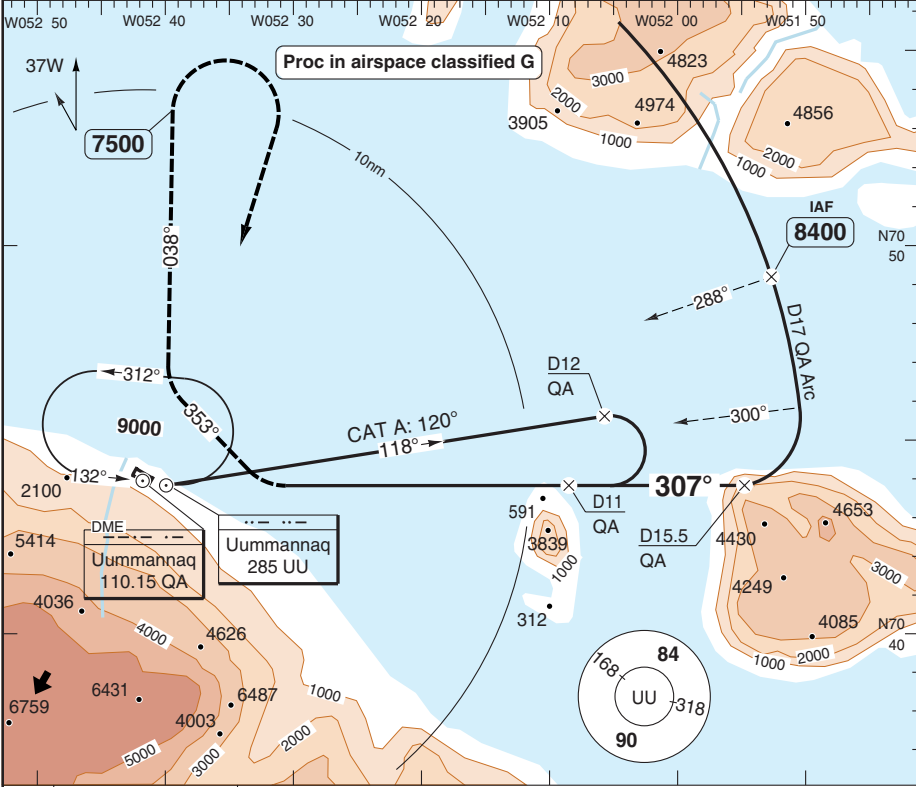 W052 50
W052 40
W052 30
W052 20
W052 10
W052 00
W051 50
37W
Proc in airspace classified G
4823
3000
2000
4974
3905
1000
4856
2000
1000
7500
10nm
IAF
8400
N70
50
038°
288°
D17 QA Arc
D12
QA
312°
300°
9000
353°
CAT A: 120°
118°
132°
2100
307°
D11
QA
591
D15.5
QA
4430
4653
DME
Uummannaq
110.15 QA
Uummannaq
285 UU
3839
1000
5414
4249
3000
4036
312
4085
N70
40
4000
4626
1000
2000
84
168
UU
318
90
6431
6487
1000
6759
4003
2000
5000
3000